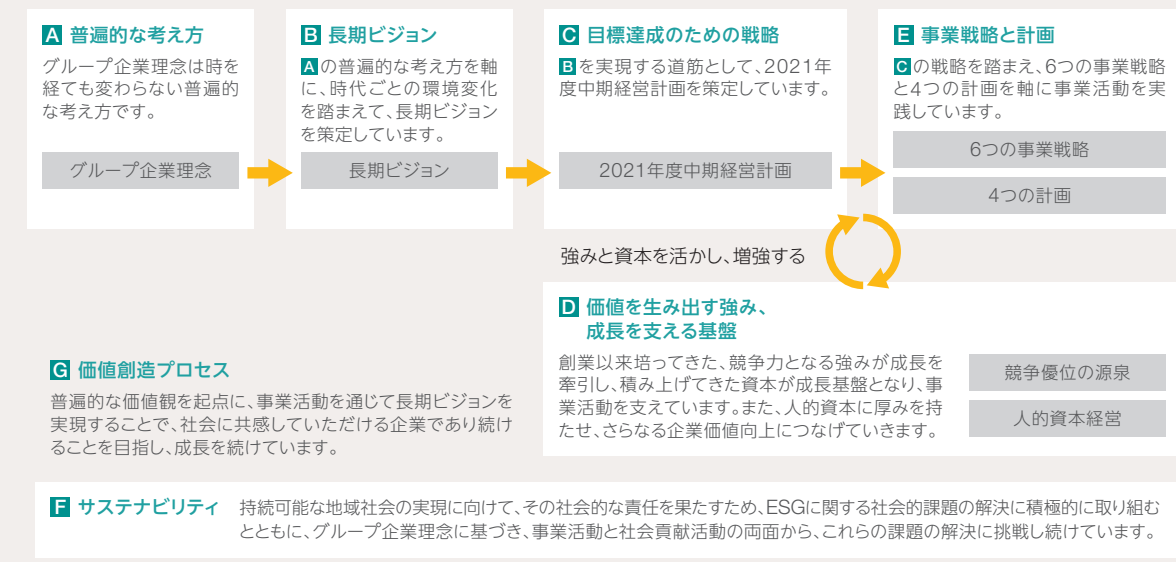 A 普遍的な考え方
グループ企業理念は時を
経ても変わらない普遍的
な考え方です。
グループ企業理念
B 長期ビジョン
Aの普遍的な考え方を軸
に、時代ごとの環境変化
を踏まえて、長期ビジョン
を策定しています。
長期ビジョン
C 目標達成のための戦略
Bを実現する道筋として、2021年
度中期経営計画を策定しています。
2021年度中期経営計画
E 事業戦略と計画
Cの戦略を踏まえ、6つの事業戦略
と4つの計画を軸に事業活動を実
践しています。
6つの事業戦略
4つの計画
強みと資本を活かし、増強する
D 価値を生み出す強み、
成長を支える基盤
創業以来培ってきた、競争力となる強みが成長を
牽引し、積み上げてきた資本が成長基盤となり、事
業活動を支えています。また、人的資本に厚みを持
たせ、さらなる企業価値向上につなげていきます。
競争優位の源泉
人的資本経営
G 価値創造プロセス
普遍的な価値観を起点に、事業活動を通じて長期ビジョンを
実現することで、社会に共感していただける企業であり続け
ることを目指し、成長を続けています。
F サステナビリティ 持続可能な地域社会の実現に向けて、その社会的な責任を果たすため、ESGに関する社会的課題の解決に積極的に取り組む
とともに、グループ企業理念に基づき、事業活動と社会貢献活動の両面から、これらの課題の解決に挑戦し続けています。